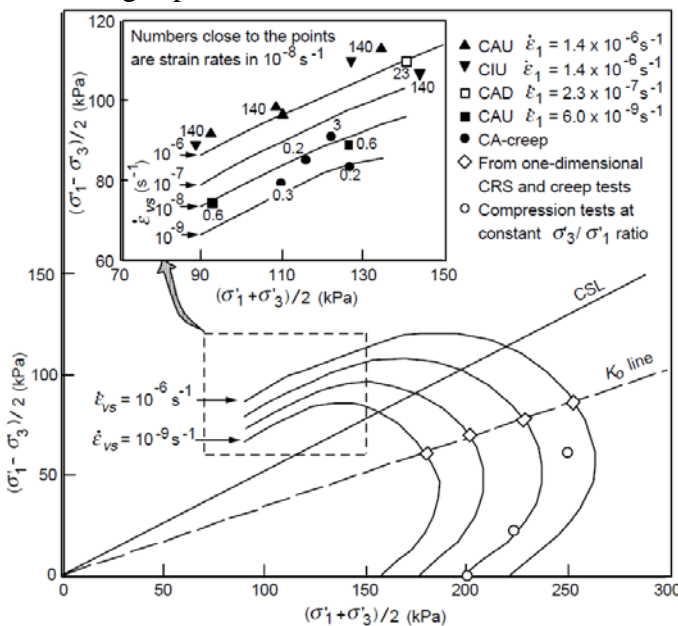 Numbers close to the points
are strain rates in 10⁻⁸ s⁻¹
▲ CAU ε̇₁ = 1.4 x 10⁻⁶ s⁻¹
▼ CIU ε̇₁ = 1.4 x 10⁻⁶ s⁻¹
□ CAD ε̇₁ = 2.3 x 10⁻⁷ s⁻¹
■ CAU ε̇₁ = 6.0 x 10⁻⁹ s⁻¹
● CA-creep
◇ From one-dimensional
CRS and creep tests
○ Compression tests at
constant σ'₃/σ'₁ ratio
120
100
80
60
(σ'₁ - σ'₃)/2 (kPa)
140
140
23
140
140
3
0.2
0.6
0.2
0.3
0.6
10⁻⁶
10⁻⁷
10⁻⁸
10⁻⁹
ε̇vs (s⁻¹)
70 90 110 130 150
(σ'₁+σ'₃)/2 (kPa)
150
100
50
0
(σ'₁ - σ'₃)/2 (kPa)
CSL
K₀ line
ε̇vs = 10⁻⁶ s⁻¹
ε̇vs = 10⁻⁹ s⁻¹
0 50 100 150 200 250 300
(σ'₁+σ'₃)/2 (kPa)